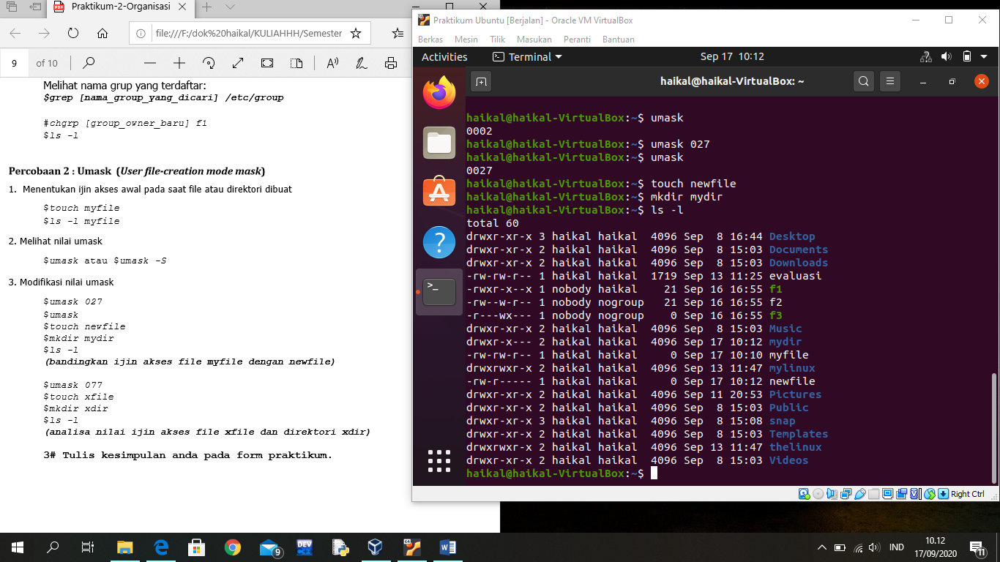 Praktikum-2-Organisasi
file:///F:/dok%20haikal/KULIAHHH/Semester
9 of 10
Melihat nama grup yang terdaftar:
$grep [nama_group_yang_dicari] /etc/group
#chgrp [group_owner_baru] f1
$ls -l
Percobaan 2 : Umask (User file-creation mode mask)
1. Menentukan ijin akses awal pada saat file atau direktori dibuat
$touch myfile
$ls -l myfile
2. Melihat nilai umask
$umask atau $umask -S
3. Modifikasi nilai umask
$umask 027
$umask
$touch newfile
$mkdir mydir
$ls -l
(bandingkan ijin akses file myfile dengan newfile)
$umask 077
$touch xfile
$mkdir xdir
$ls -l
(analisa nilai ijin akses file xfile dan direktori xdir)
3# Tulis kesimpulan anda pada form praktikum.
Praktikum Ubuntu [Berjalan] - Oracle VM VirtualBox
Berkas Mesin Tilik Masukan Peranti Bantuan
Activities Terminal Sep 17 10:12
haikal@haikal-VirtualBox: ~
haikal@haikal-VirtualBox:~$ umask
0002
haikal@haikal-VirtualBox:~$ umask 027
haikal@haikal-VirtualBox:~$ umask
0027
haikal@haikal-VirtualBox:~$ touch newfile
haikal@haikal-VirtualBox:~$ mkdir mydir
haikal@haikal-VirtualBox:~$ ls -l
total 60
drwxr-xr-x 3 haikal haikal 4096 Sep 8 16:44 Desktop
drwxr-xr-x 2 haikal haikal 4096 Sep 8 15:03 Documents
drwxr-xr-x 2 haikal haikal 4096 Sep 8 15:03 Downloads
-rw-rw-r-- 1 haikal haikal 1719 Sep 13 11:25 evaluasi
-rwxr-x--x 1 nobody haikal 21 Sep 16 16:55 f1
-rw--w-r-- 1 nobody nogroup 21 Sep 16 16:55 f2
-r---wx--- 1 nobody nogroup 0 Sep 16 16:55 f3
drwxr-xr-x 2 haikal haikal 4096 Sep 8 15:03 Music
drwxr-x--- 2 haikal haikal 4096 Sep 17 10:12 mydir
-rw-rw-r-- 1 haikal haikal 0 Sep 17 10:10 myfile
drwxrwxr-x 2 haikal haikal 4096 Sep 13 11:47 mylinux
-rw-r----- 1 haikal haikal 0 Sep 17 10:12 newfile
drwxr-xr-x 2 haikal haikal 4096 Sep 11 20:53 Pictures
drwxr-xr-x 2 haikal haikal 4096 Sep 8 15:03 Public
drwxr-xr-x 3 haikal haikal 4096 Sep 8 15:08 snap
drwxr-xr-x 2 haikal haikal 4096 Sep 8 15:03 Templates
drwxrwxr-x 2 haikal haikal 4096 Sep 13 11:47 thelinux
drwxr-xr-x 2 haikal haikal 4096 Sep 8 15:03 Videos
haikal@haikal-VirtualBox:~$
Right Ctrl
DEV
9
IND
10.12
17/09/2020
11